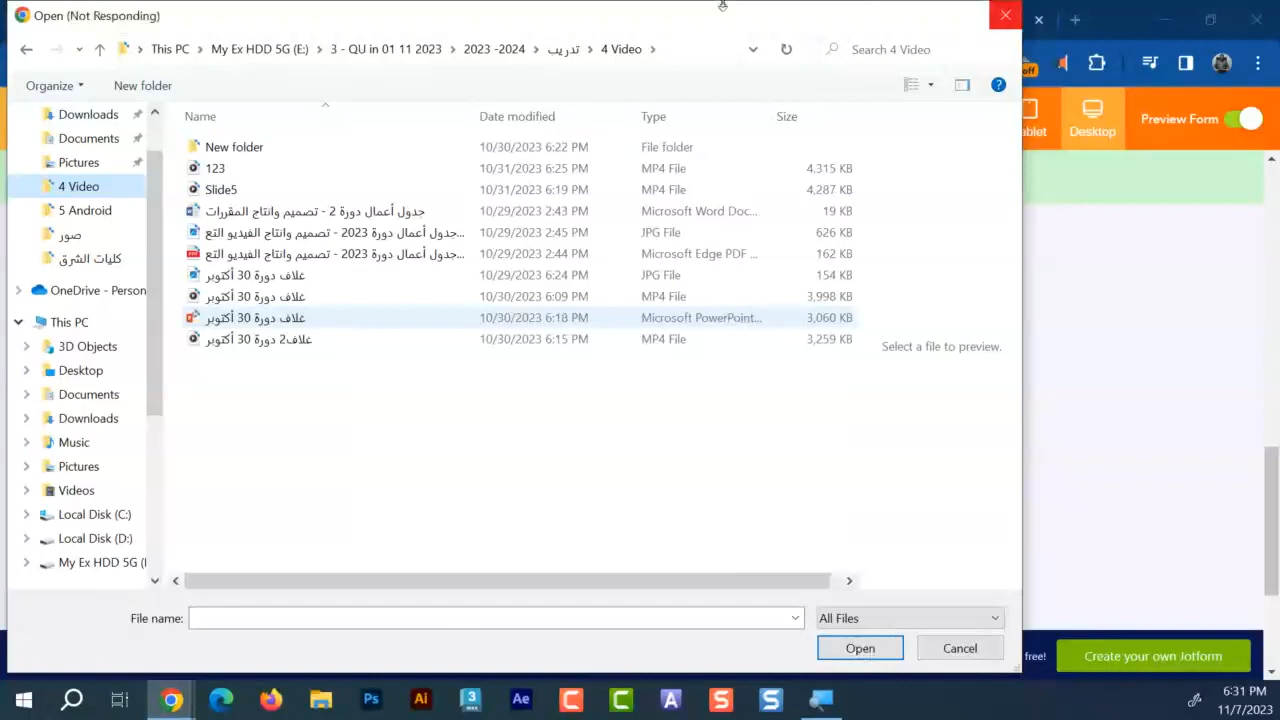 Open (Not Responding)
This PC > My Ex HDD 5G (E:) > 3 - QU in 01 11 2023 > 2023 -2024 > تدريب > 4 Video >
Search 4 Video
Organize
New folder
Name
Date modified
Type
Size
New folder
10/30/2023 6:22 PM
File folder
123
10/31/2023 6:25 PM
MP4 File
4,315 KB
Slide5
10/31/2023 6:19 PM
MP4 File
4,287 KB
جدول أعمال دورة 2 - تصميم وانتاج المقررات
10/29/2023 2:43 PM
Microsoft Word Doc...
19 KB
جدول أعمال دورة 2023 - تصميم وانتاج الفيديو التع...
10/29/2023 2:45 PM
JPG File
626 KB
جدول أعمال دورة 2023 - تصميم وانتاج الفيديو التع...
10/29/2023 2:44 PM
Microsoft Edge PDF ...
162 KB
غلاف دورة 30 أكتوبر
10/29/2023 6:24 PM
JPG File
154 KB
غلاف دورة 30 أكتوبر
10/30/2023 6:09 PM
MP4 File
3,998 KB
غلاف دورة 30 أكتوبر
10/30/2023 6:18 PM
Microsoft PowerPoint...
3,060 KB
غلاف2 دورة 30 أكتوبر
10/30/2023 6:15 PM
MP4 File
3,259 KB
Select a file to preview.
Downloads
Documents
Pictures
4 Video
5 Android
صور
كليات الشرق
OneDrive - Person
This PC
3D Objects
Desktop
Documents
Downloads
Music
Pictures
Videos
Local Disk (C:)
Local Disk (D:)
My Ex HDD 5G (
File name:
All Files
Open
Cancel
off
ablet
Desktop
Preview Form
free!
Create your own Jotform
Ps
Ai
3
MAX
Ae
C
C
A
S
S
6:31 PM
11/7/2023